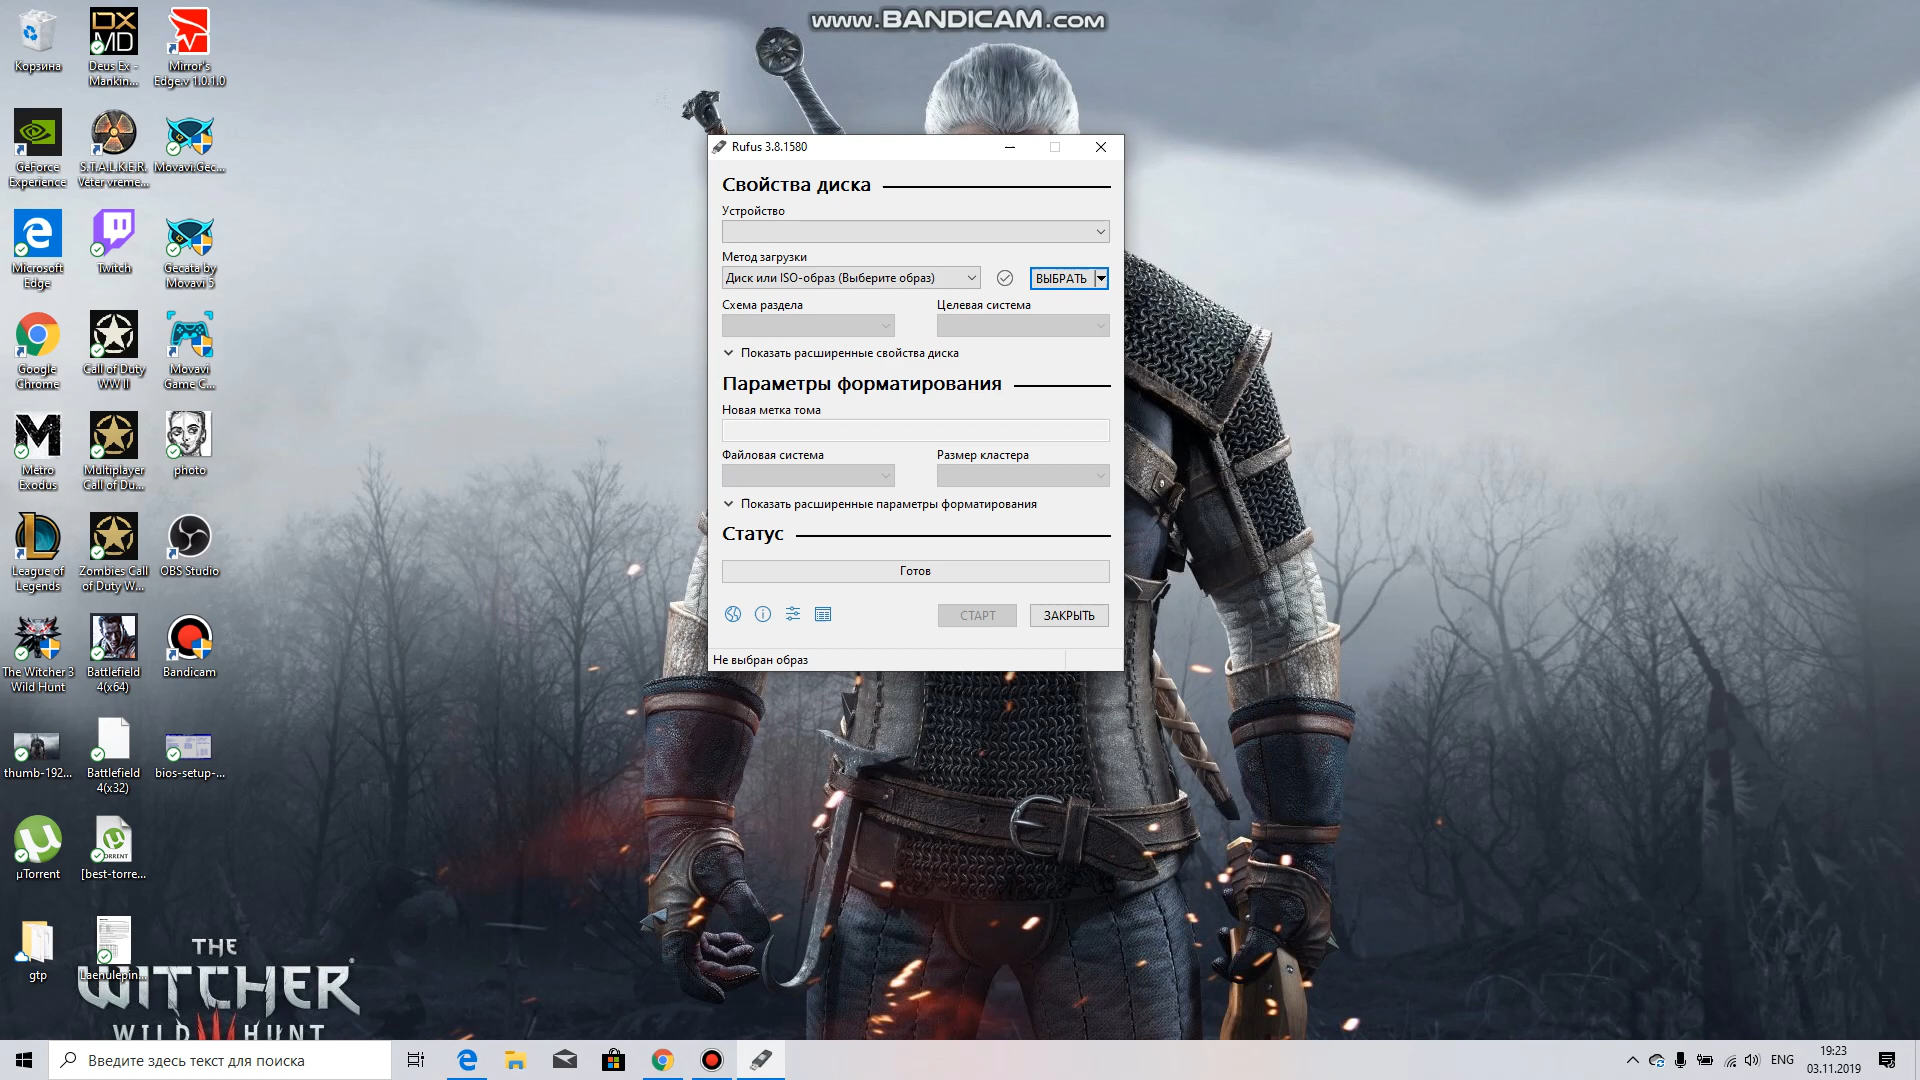 www.BANDICAM.com
Корзина
Deus Ex -
Mankin...
Mirror's
Edge.v 1.0.1.0
GeForce
Experience
S.T.A.L.K.E.R.
Veter vreme...
Movavi.Gec...
Microsoft
Edge
Twitch
Gecata by
Movavi 5
Google
Chrome
Call of Duty
WW II
Movavi
Game C...
Metro
Exodus
Multiplayer
Call of Du...
photo
League of
Legends
Zombies Call
of Duty W...
OBS Studio
The Witcher 3
Wild Hunt
Battlefield
4(x64)
Bandicam
thumb-192...
Battlefield
4(x32)
bios-setup-...
µTorrent
[best-torre...
gtp
Laenulepin...
THE
WITCHER
WILD HUNT
Rufus 3.8.1580
Свойства диска
Устройство
Метод загрузки
Диск или ISO-образ (Выберите образ)
ВЫБРАТЬ
Схема раздела
Целевая система
Показать расширенные свойства диска
Параметры форматирования
Новая метка тома
Файловая система
Размер кластера
Показать расширенные параметры форматирования
Статус
Готов
СТАРТ
ЗАКРЫТЬ
Не выбран образ
Введите здесь текст для поиска
ENG
19:23
03.11.2019